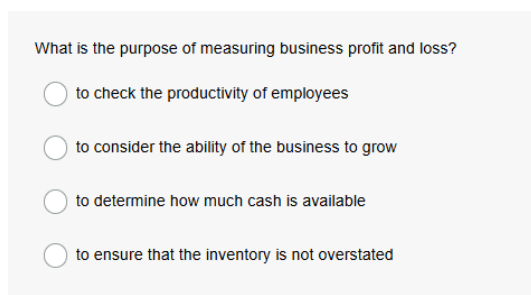 What is the purpose of measuring business profit and loss?
to check the productivity of employees
to consider the ability of the business to grow
to determine how much cash is available
to ensure that the inventory is not overstated